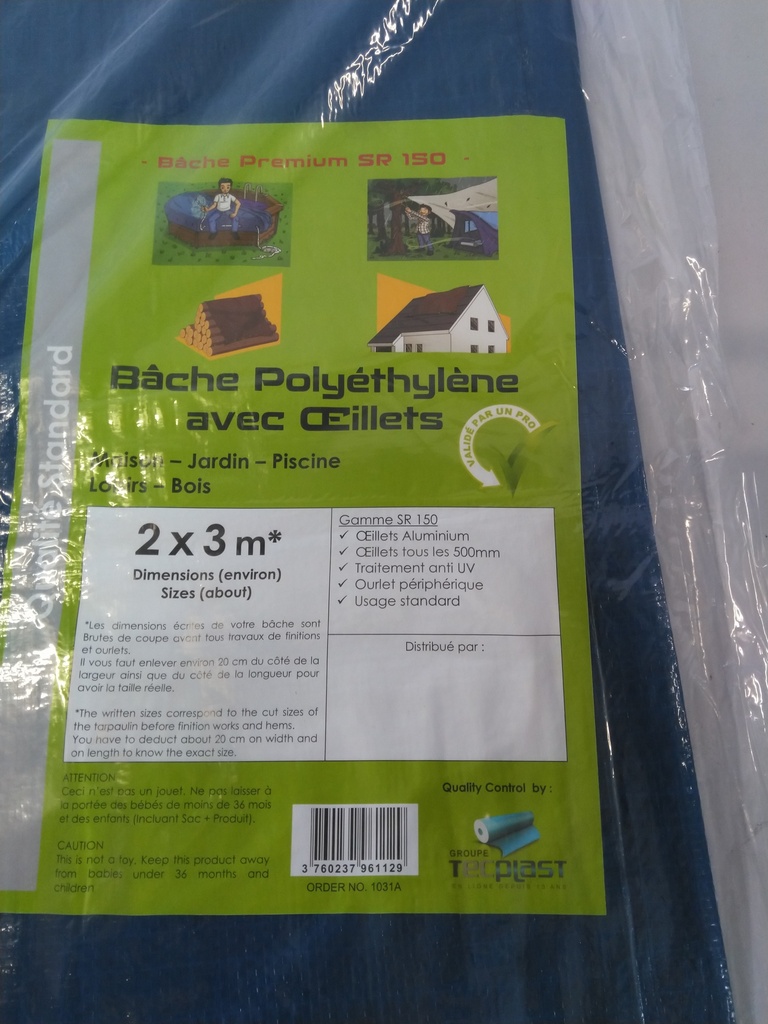 - Bâche Premium SR 150 -
Standard
Bâche Polyéthylène
avec Œillets
VALIDÉ PAR UN PRO
Maison – Jardin – Piscine
Loisirs – Bois
2 x 3 m*
Dimensions (environ)
Sizes (about)
*Les dimensions écrites de votre bâche sont
Brutes de coupe avant tous travaux de finitions
et ourlets.
Il vous faut enlever environ 20 cm du côté de la
largeur ainsi que du côté de la longueur pour
avoir la taille réelle.
*The written sizes correspond to the cut sizes of
the tarpaulin before finition works and hems.
You have to deduct about 20 cm on width and
on length to know the exact size.
Gamme SR 150
✓ Œillets Aluminium
✓ Œillets tous les 500mm
✓ Traitement anti UV
✓ Ourlet périphérique
✓ Usage standard
Distribué par :
ATTENTION
Ceci n'est pas un jouet. Ne pas laisser à
la portée des bébés de moins de 36 mois
et des enfants (Incluant Sac + Produit).
CAUTION
This is not a toy. Keep this product away
from babies under 36 months and
children
3 760237 961129
ORDER NO. 1031A
Quality Control by :
GROUPE
TECPLAST